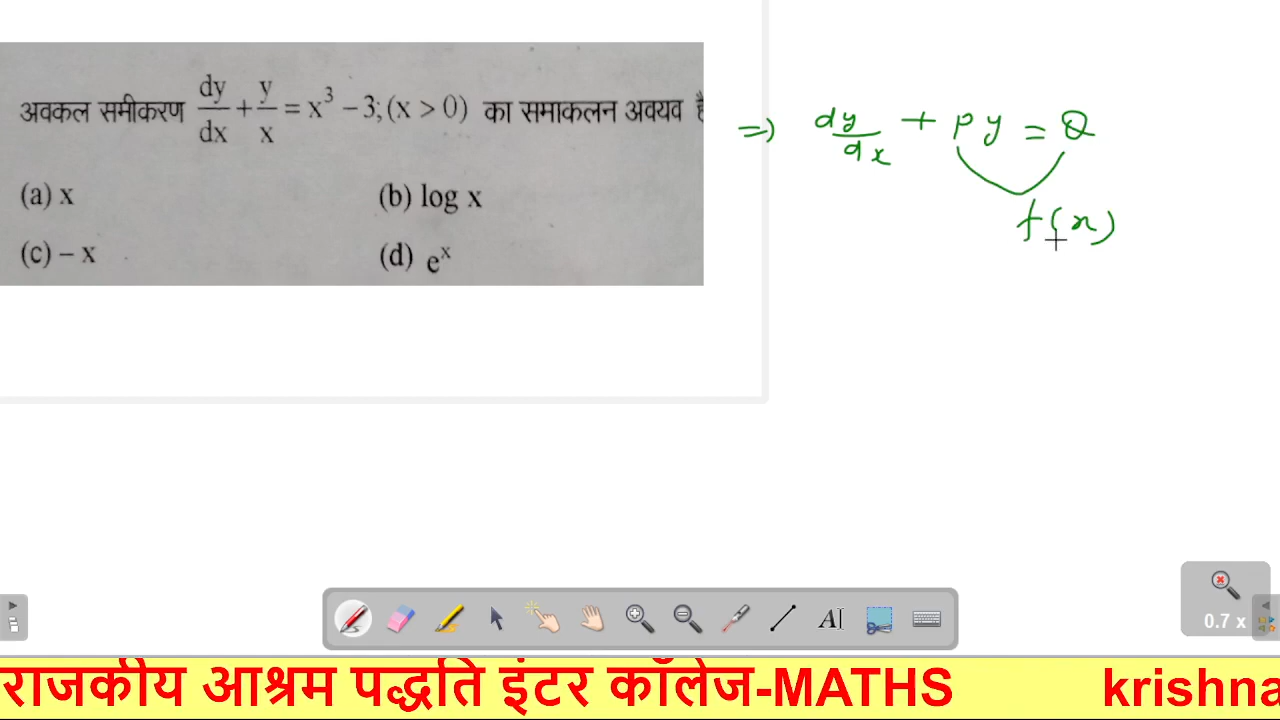 अवकल समीकरण dy/dx + y/x = x³ – 3; (x > 0) का समाकलन अवयव है
(a) x (b) log x
(c) – x (d) eˣ
⇒ dy/dx + py = Q
f(x)
0.7 x
राजकीय आश्रम पद्धति इंटर कॉलेज-MATHS krishna